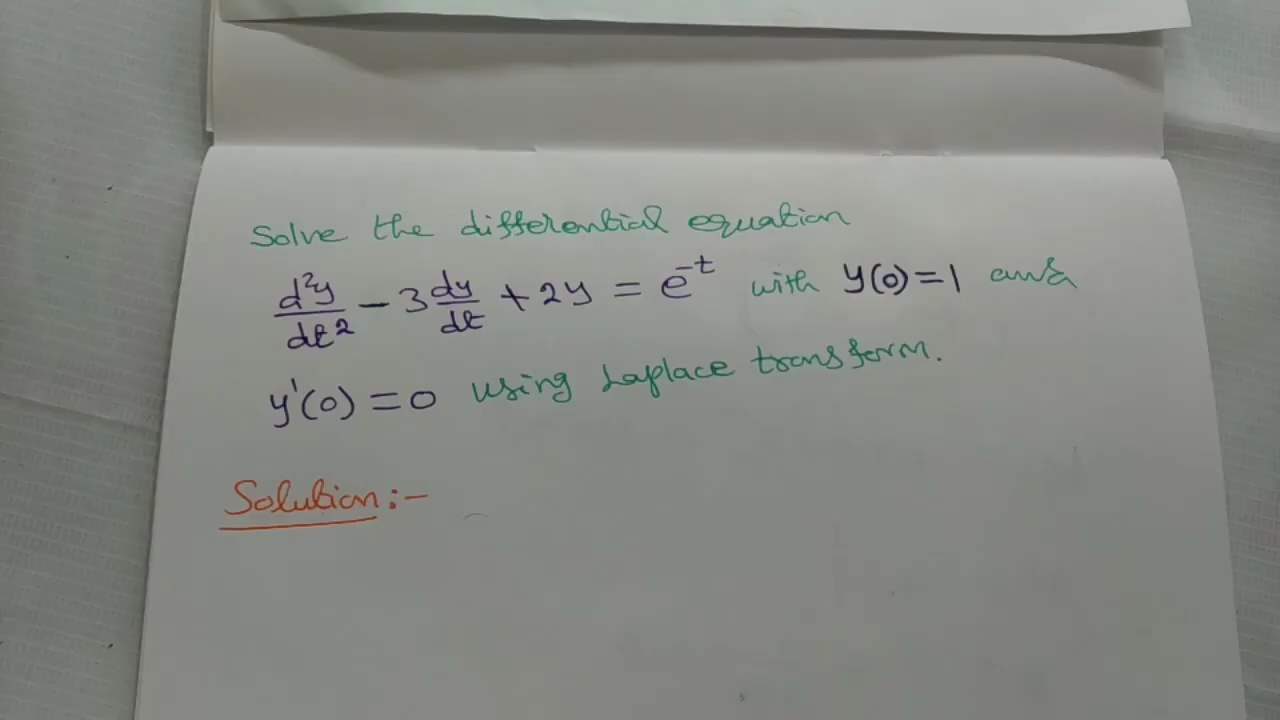 Solve the differential equation
d²y/dt² - 3 dy/dt + 2y = e^-t with y(0)=1 and
y'(0)=0 using Laplace transform.
Solution:-